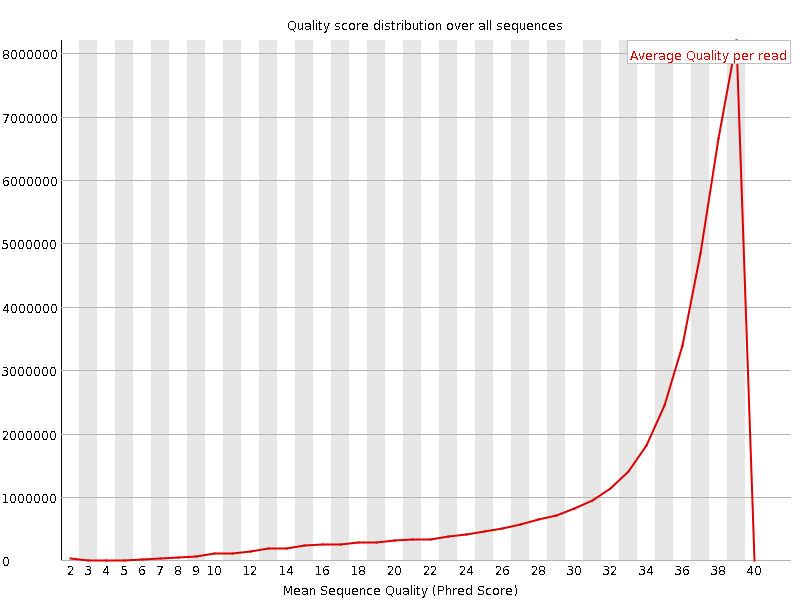 Quality score distribution over all sequences
Average Quality per read
8000000
7000000
6000000
5000000
4000000
3000000
2000000
1000000
0
2 3 4 5 6 7 8 9 10 12 14 16 18 20 22 24 26 28 30 32 34 36 38 40
Mean Sequence Quality (Phred Score)